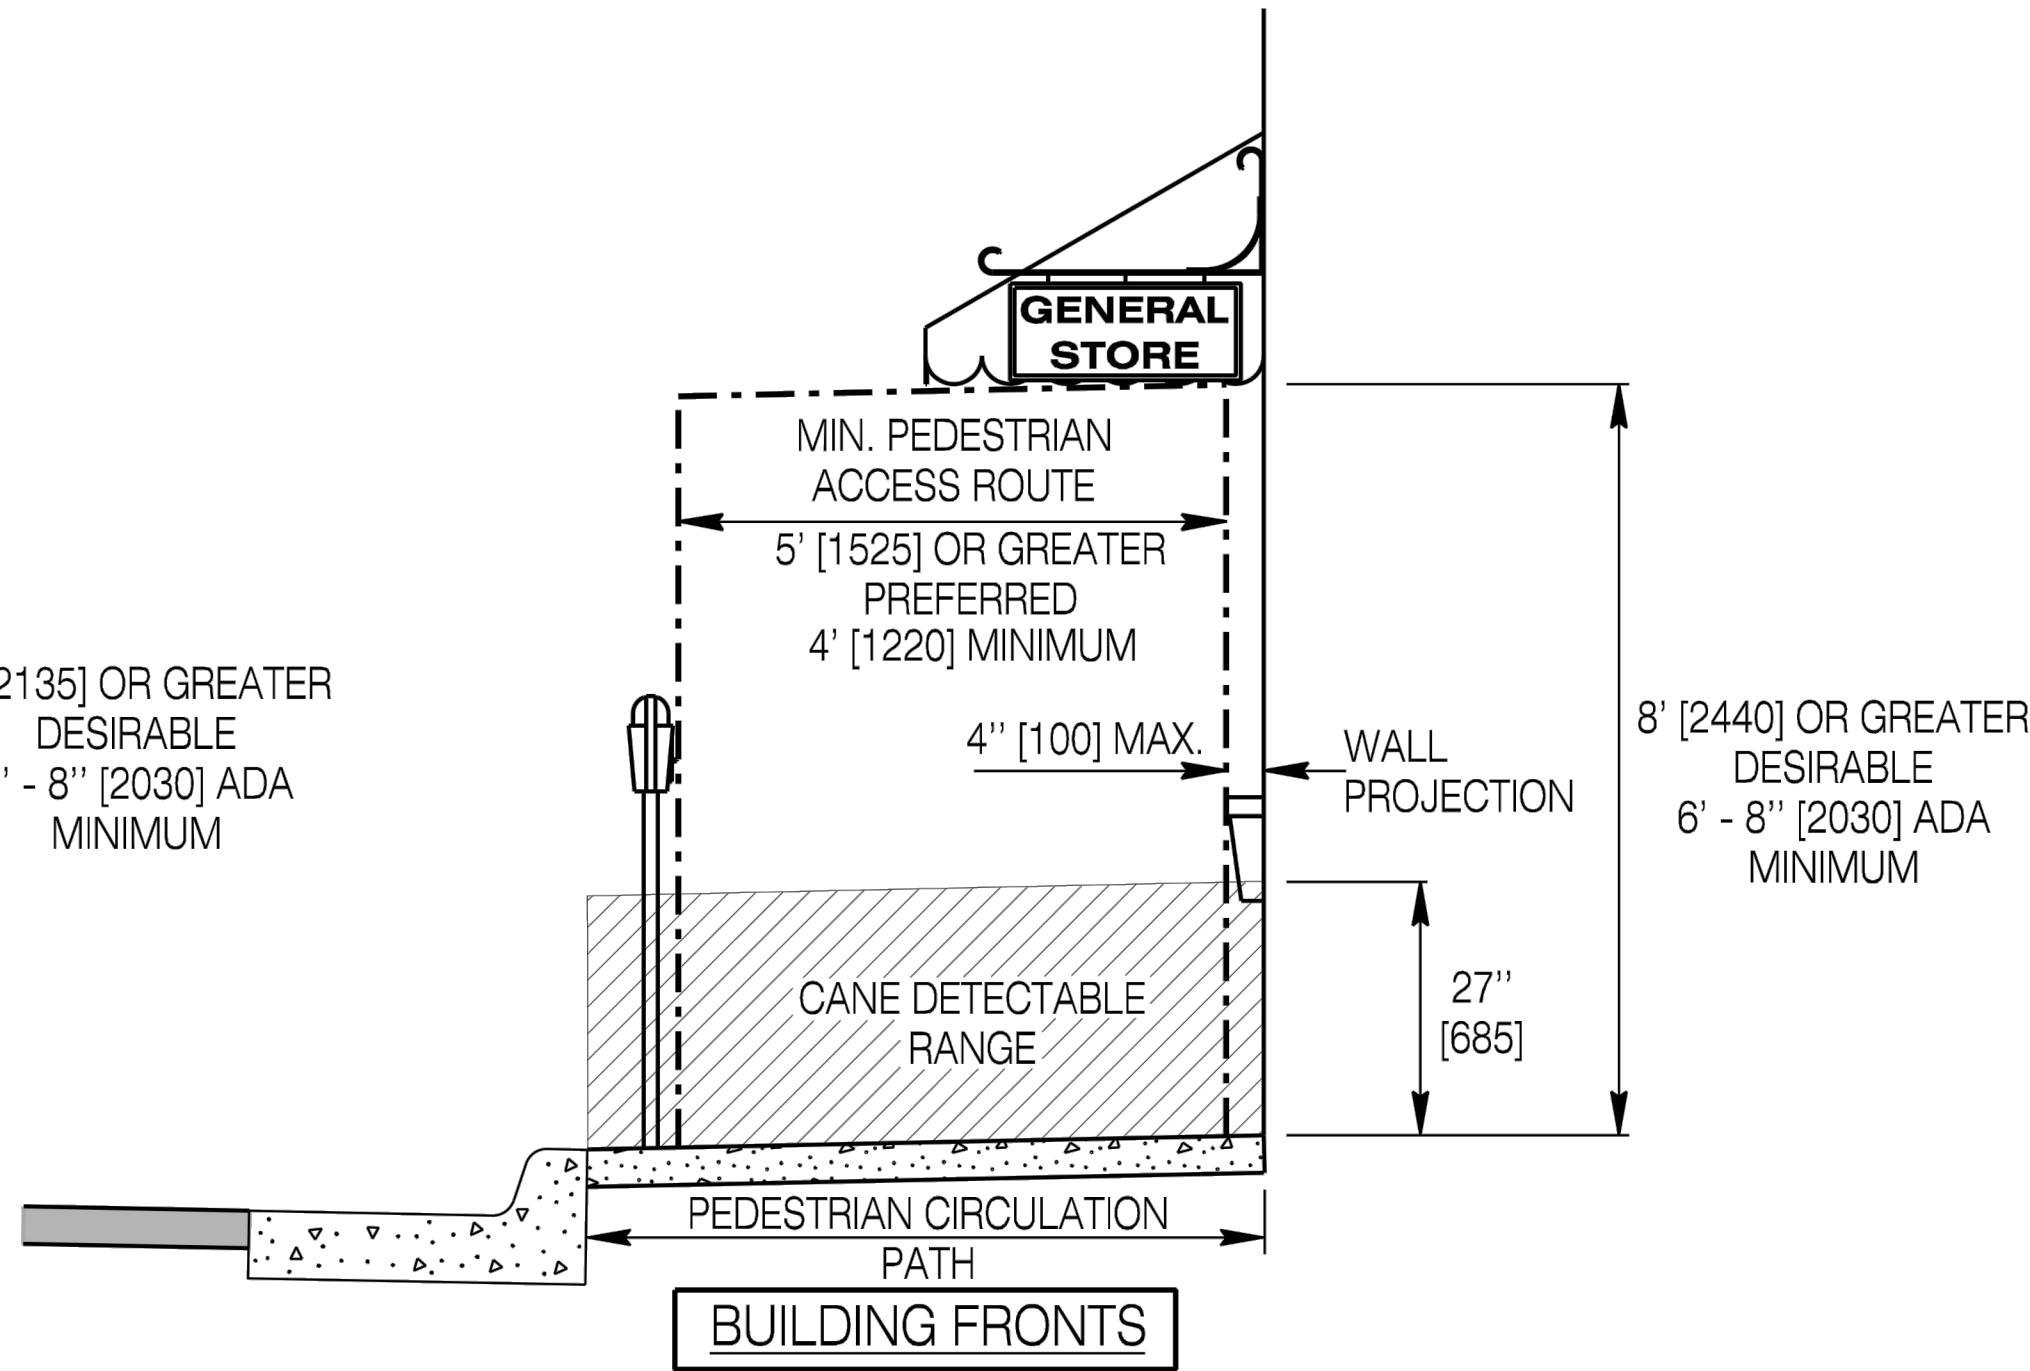 GENERAL
STORE
MIN. PEDESTRIAN
ACCESS ROUTE
5’ [1525] OR GREATER
PREFERRED
4’ [1220] MINIMUM
2135] OR GREATER
DESIRABLE
’ - 8’’ [2030] ADA
MINIMUM
4’’ [100] MAX.
WALL
PROJECTION
8’ [2440] OR GREATER
DESIRABLE
6’ - 8’’ [2030] ADA
MINIMUM
CANE DETECTABLE
RANGE
27’’
[685]
PEDESTRIAN CIRCULATION
PATH
BUILDING FRONTS